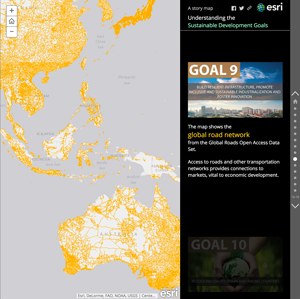 A story map
esri
Understanding the
Sustainable Development Goals
GOAL 9
BUILD RESILIENT INFRASTRUCTURE, PROMOTE
INCLUSIVE AND SUSTAINABLE INDUSTRIALIZATION
AND FOSTER INNOVATION
The map shows the
global road network
from the Global Roads Open Access Data
Set.
Access to roads and other transportation
networks provides connections to
markets, vital to economic development.
GOAL 10
Esri, DeLorme, FAO, NOAA, USGS | Conte...
esri